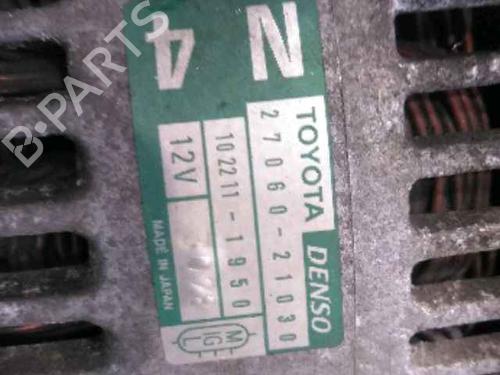 N
4
TOYOTA DENSO
27060-21030
102211-1950
12V
MADE IN JAPAN
M
IG
L
B-PARTS